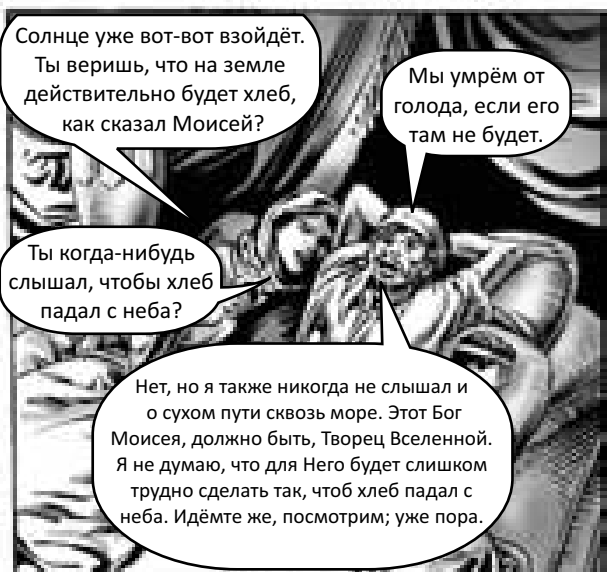 Солнце уже вот-вот взойдёт.
Ты веришь, что на земле
действительно будет хлеб,
как сказал Моисей?
Мы умрём от
голода, если его
там не будет.
Ты когда-нибудь
слышал, чтобы хлеб
падал с неба?
Нет, но я также никогда не слышал и
о сухом пути сквозь море. Этот Бог
Моисея, должно быть, Творец Вселенной.
Я не думаю, что для Него будет слишком
трудно сделать так, чтоб хлеб падал с
неба. Идёмте же, посмотрим; уже пора.